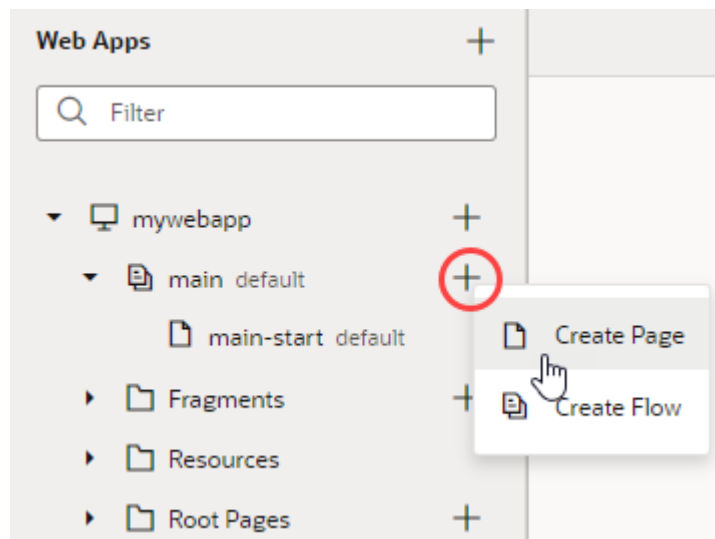 Web Apps
Filter
mywebapp
main default
main-start default
Create Page
Fragments
Create Flow
Resources
Root Pages